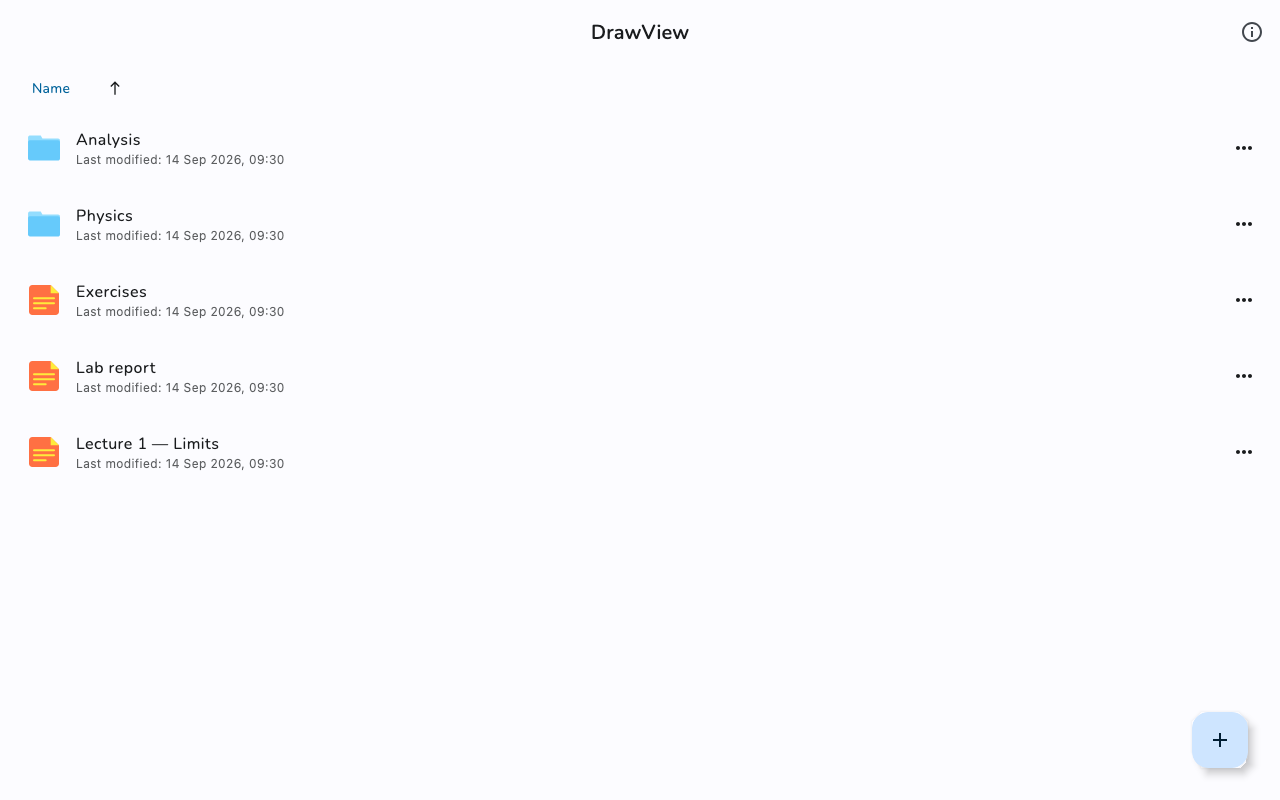 DrawView
Name
Analysis
Last modified: 14 Sep 2026, 09:30
Physics
Last modified: 14 Sep 2026, 09:30
Exercises
Last modified: 14 Sep 2026, 09:30
Lab report
Last modified: 14 Sep 2026, 09:30
Lecture 1 — Limits
Last modified: 14 Sep 2026, 09:30